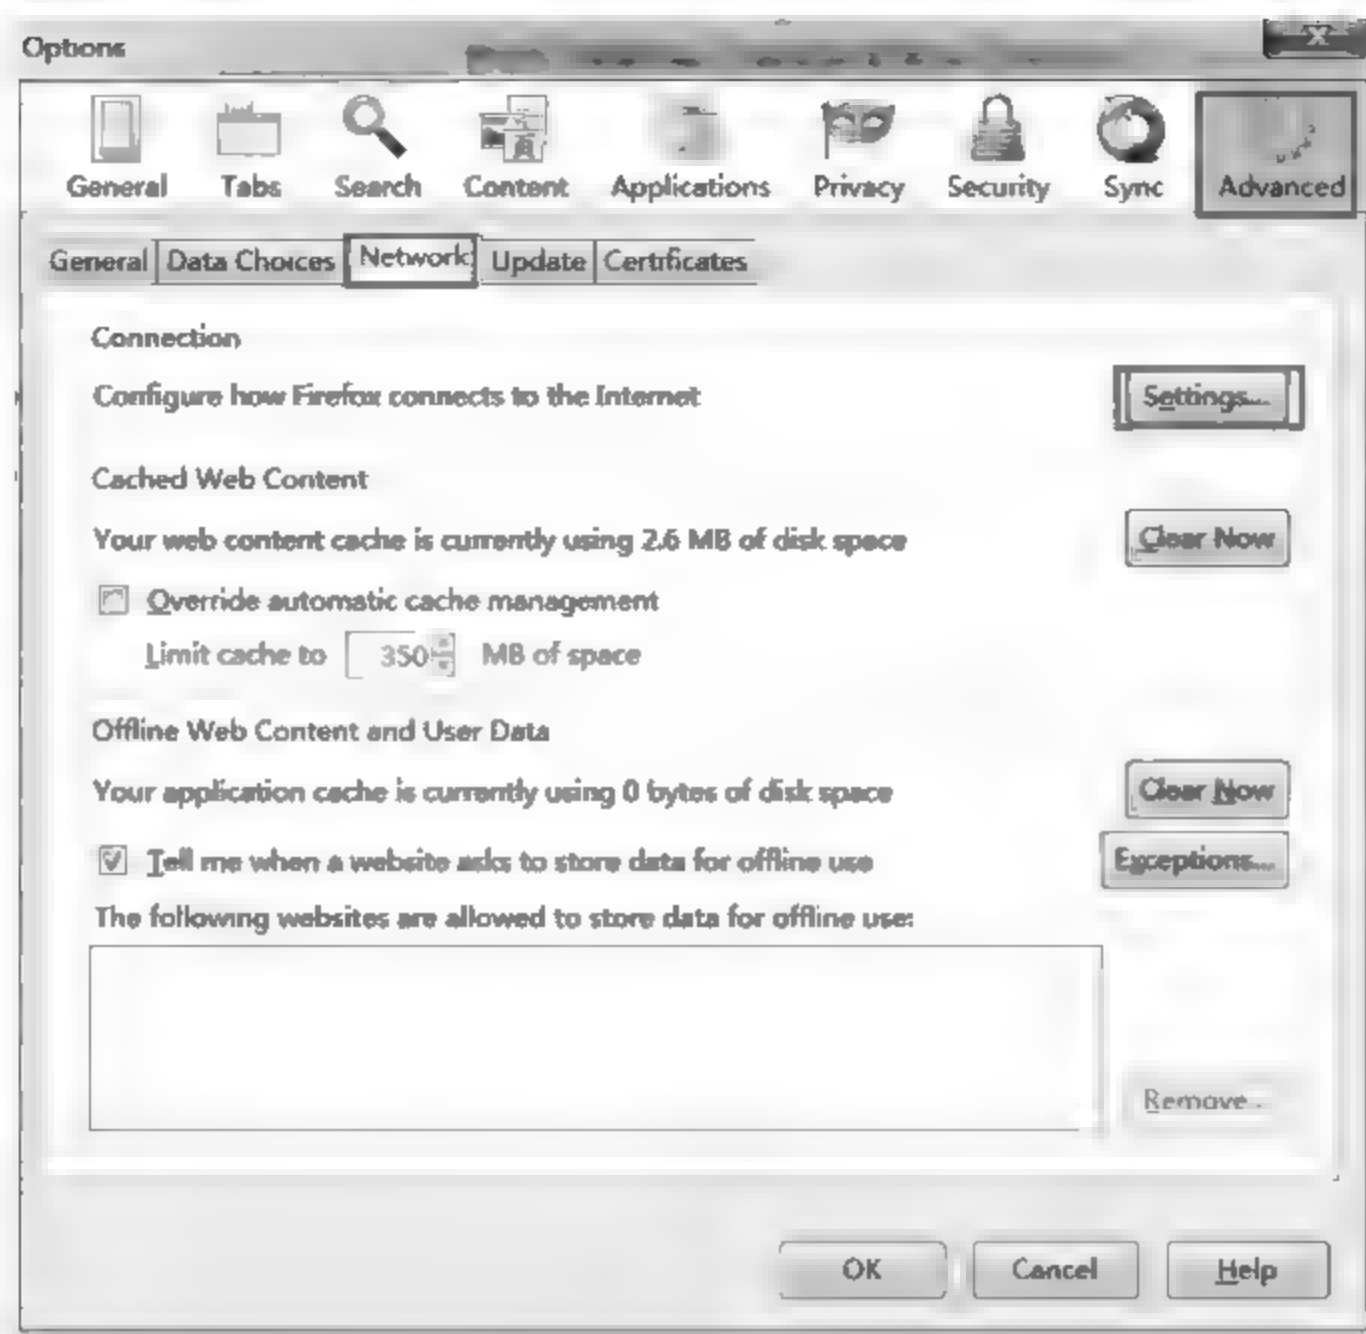 Options
X
General Tabs Search Content Applications Privacy Security Sync Advanced
General Data Choices Network Update Certificates
Connection
Configure how Firefox connects to the Internet Settings...
Cached Web Content
Your web content cache is currently using 2.6 MB of disk space Clear Now
Override automatic cache management
Limit cache to 350 MB of space
Offline Web Content and User Data
Your application cache is currently using 0 bytes of disk space Clear Now
Tell me when a website asks to store data for offline use Exceptions...
The following websites are allowed to store data for offline use:
Remove...
OK Cancel Help